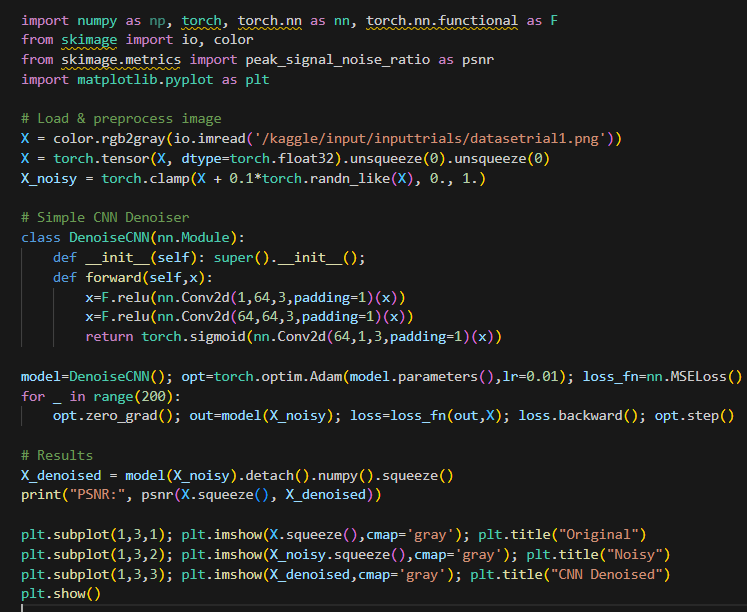 import numpy as np, torch, torch.nn as nn, torch.nn.functional as F
from skimage import io, color
from skimage.metrics import peak_signal_noise_ratio as psnr
import matplotlib.pyplot as plt

# Load & preprocess image
X = color.rgb2gray(io.imread('/kaggle/input/inputtrials/datasetrial1.png'))
X = torch.tensor(X, dtype=torch.float32).unsqueeze(0).unsqueeze(0)
X_noisy = torch.clamp(X + 0.1*torch.randn_like(X), 0., 1.)

# Simple CNN Denoiser
class DenoiseCNN(nn.Module):
    def __init__(self): super().__init__();
    def forward(self,x):
        x=F.relu(nn.Conv2d(1,64,3,padding=1)(x))
        x=F.relu(nn.Conv2d(64,64,3,padding=1)(x))
        return torch.sigmoid(nn.Conv2d(64,1,3,padding=1)(x))

model=DenoiseCNN(); opt=torch.optim.Adam(model.parameters(),lr=0.01); loss_fn=nn.MSELoss()
for _ in range(200):
    opt.zero_grad(); out=model(X_noisy); loss=loss_fn(out,X); loss.backward(); opt.step()

# Results
X_denoised = model(X_noisy).detach().numpy().squeeze()
print("PSNR:", psnr(X.squeeze(), X_denoised))

plt.subplot(1,3,1); plt.imshow(X.squeeze(),cmap='gray'); plt.title("Original")
plt.subplot(1,3,2); plt.imshow(X_noisy.squeeze(),cmap='gray'); plt.title("Noisy")
plt.subplot(1,3,3); plt.imshow(X_denoised,cmap='gray'); plt.title("CNN Denoised")
plt.show()